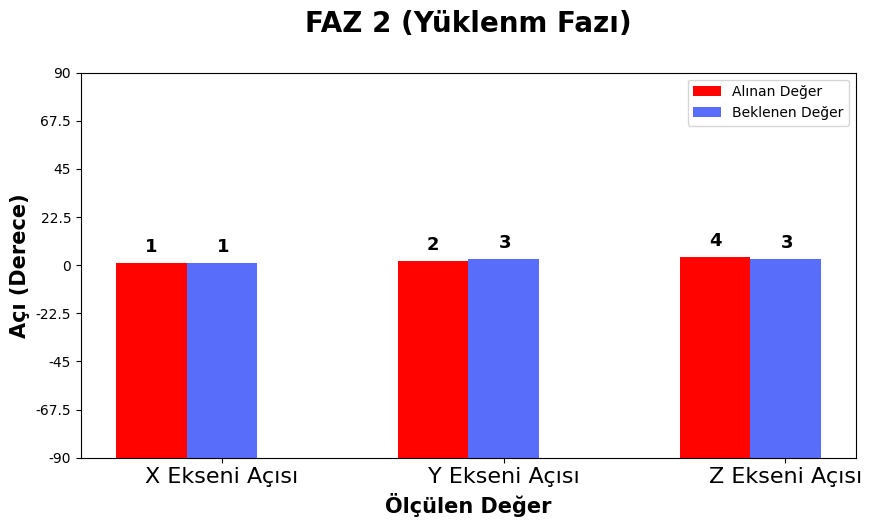 FAZ 2 (Yüklenm Fazı)
Alınan Değer
Beklenen Değer
Açı (Derece)
90
67.5
45
22.5
0
-22.5
-45
-67.5
-90
1 1 2 3 4 3
X Ekseni Açısı Y Ekseni Açısı Z Ekseni Açısı
Ölçülen Değer